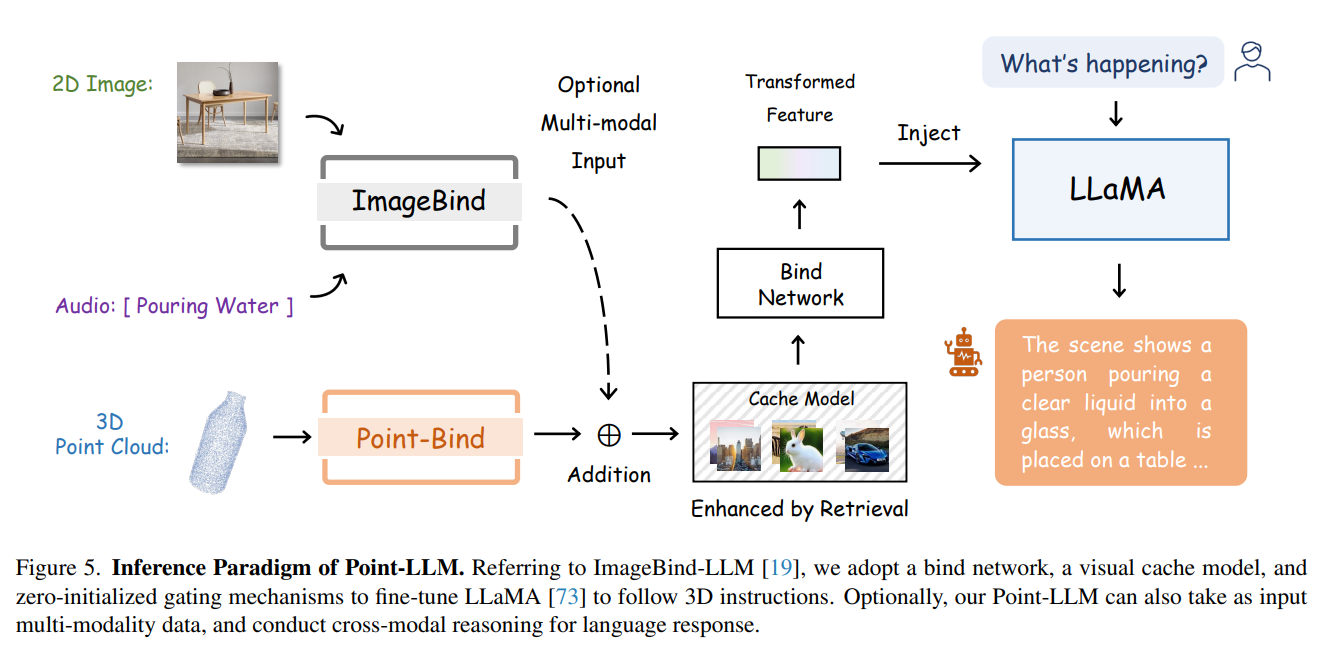 2D Image:
Optional
Multi-modal
Input
ImageBind
Audio: [ Pouring Water ]
3D
Point Cloud:
Point-Bind
Addition
Cache Model
Enhanced by Retrieval
Bind
Network
Transformed
Feature
Inject
What's happening?
LLaMA
The scene shows a
person pouring a
clear liquid into a
glass, which is
placed on a table ...
Figure 5. Inference Paradigm of Point-LLM. Referring to ImageBind-LLM [19], we adopt a bind network, a visual cache model, and
zero-initialized gating mechanisms to fine-tune LLaMA [73] to follow 3D instructions. Optionally, our Point-LLM can also take as input
multi-modality data, and conduct cross-modal reasoning for language response.